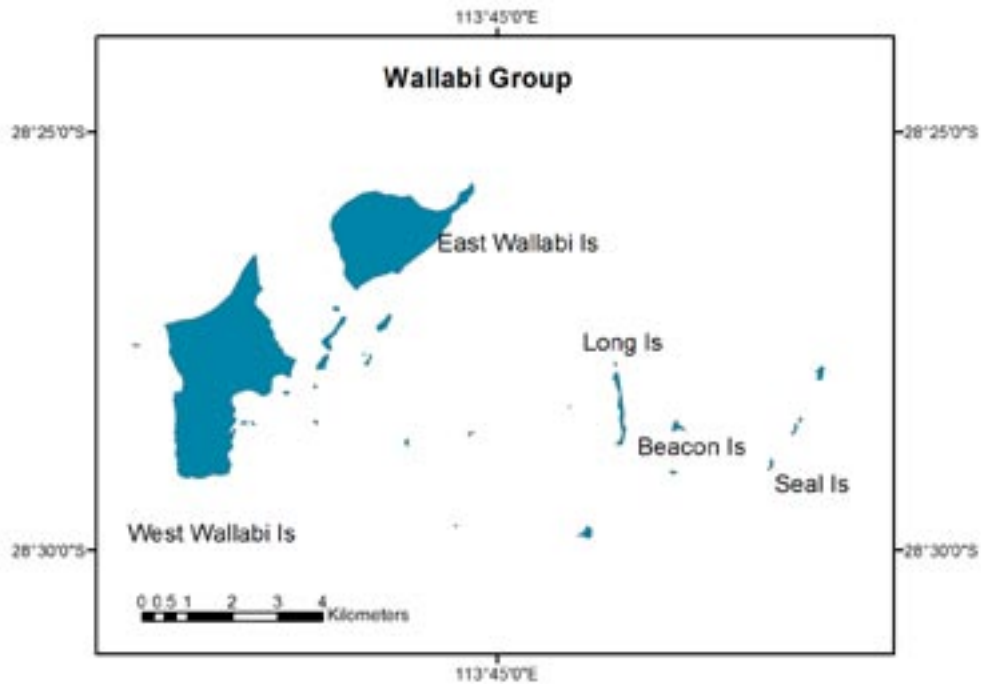 113°45'0"E
Wallabi Group
28°25'0"S
28°25'0"S
East Wallabi Is
Long Is
Beacon Is
Seal Is
West Wallabi Is
28°30'0"S
28°30'0"S
0 0.5 1 2 3 4
Kilometers
113°45'0"E